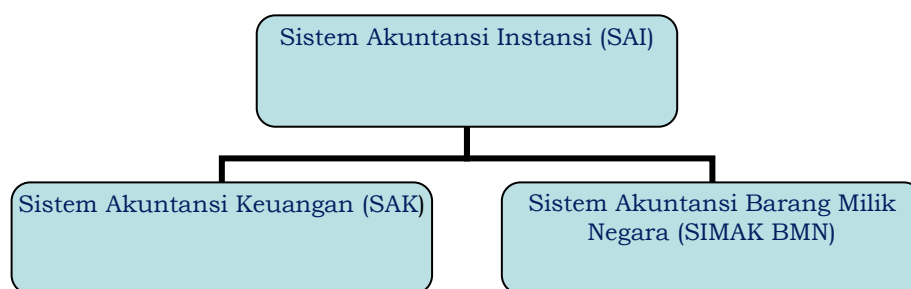 Sistem Akuntansi Instansi (SAI)
Sistem Akuntansi Keuangan (SAK)
Sistem Akuntansi Barang Milik
Negara (SIMAK BMN)